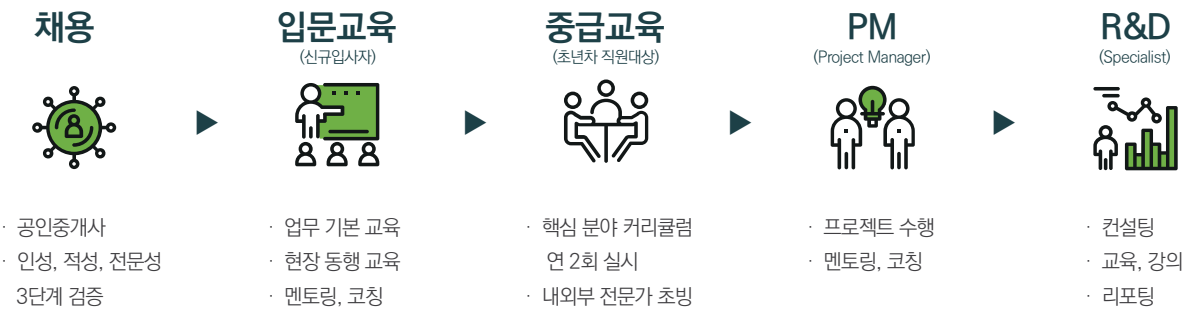 채용
· 공인중개사
· 인성, 적성, 전문성
3단계 검증
입문교육
(신규입사자)
· 업무 기본 교육
· 현장 동행 교육
· 멘토링, 코칭
중급교육
(초년차 직원대상)
· 핵심 분야 커리큘럼
연 2회 실시
· 내외부 전문가 초빙
PM
(Project Manager)
· 프로젝트 수행
· 멘토링, 코칭
R&D
(Specialist)
· 컨설팅
· 교육, 강의
· 리포팅